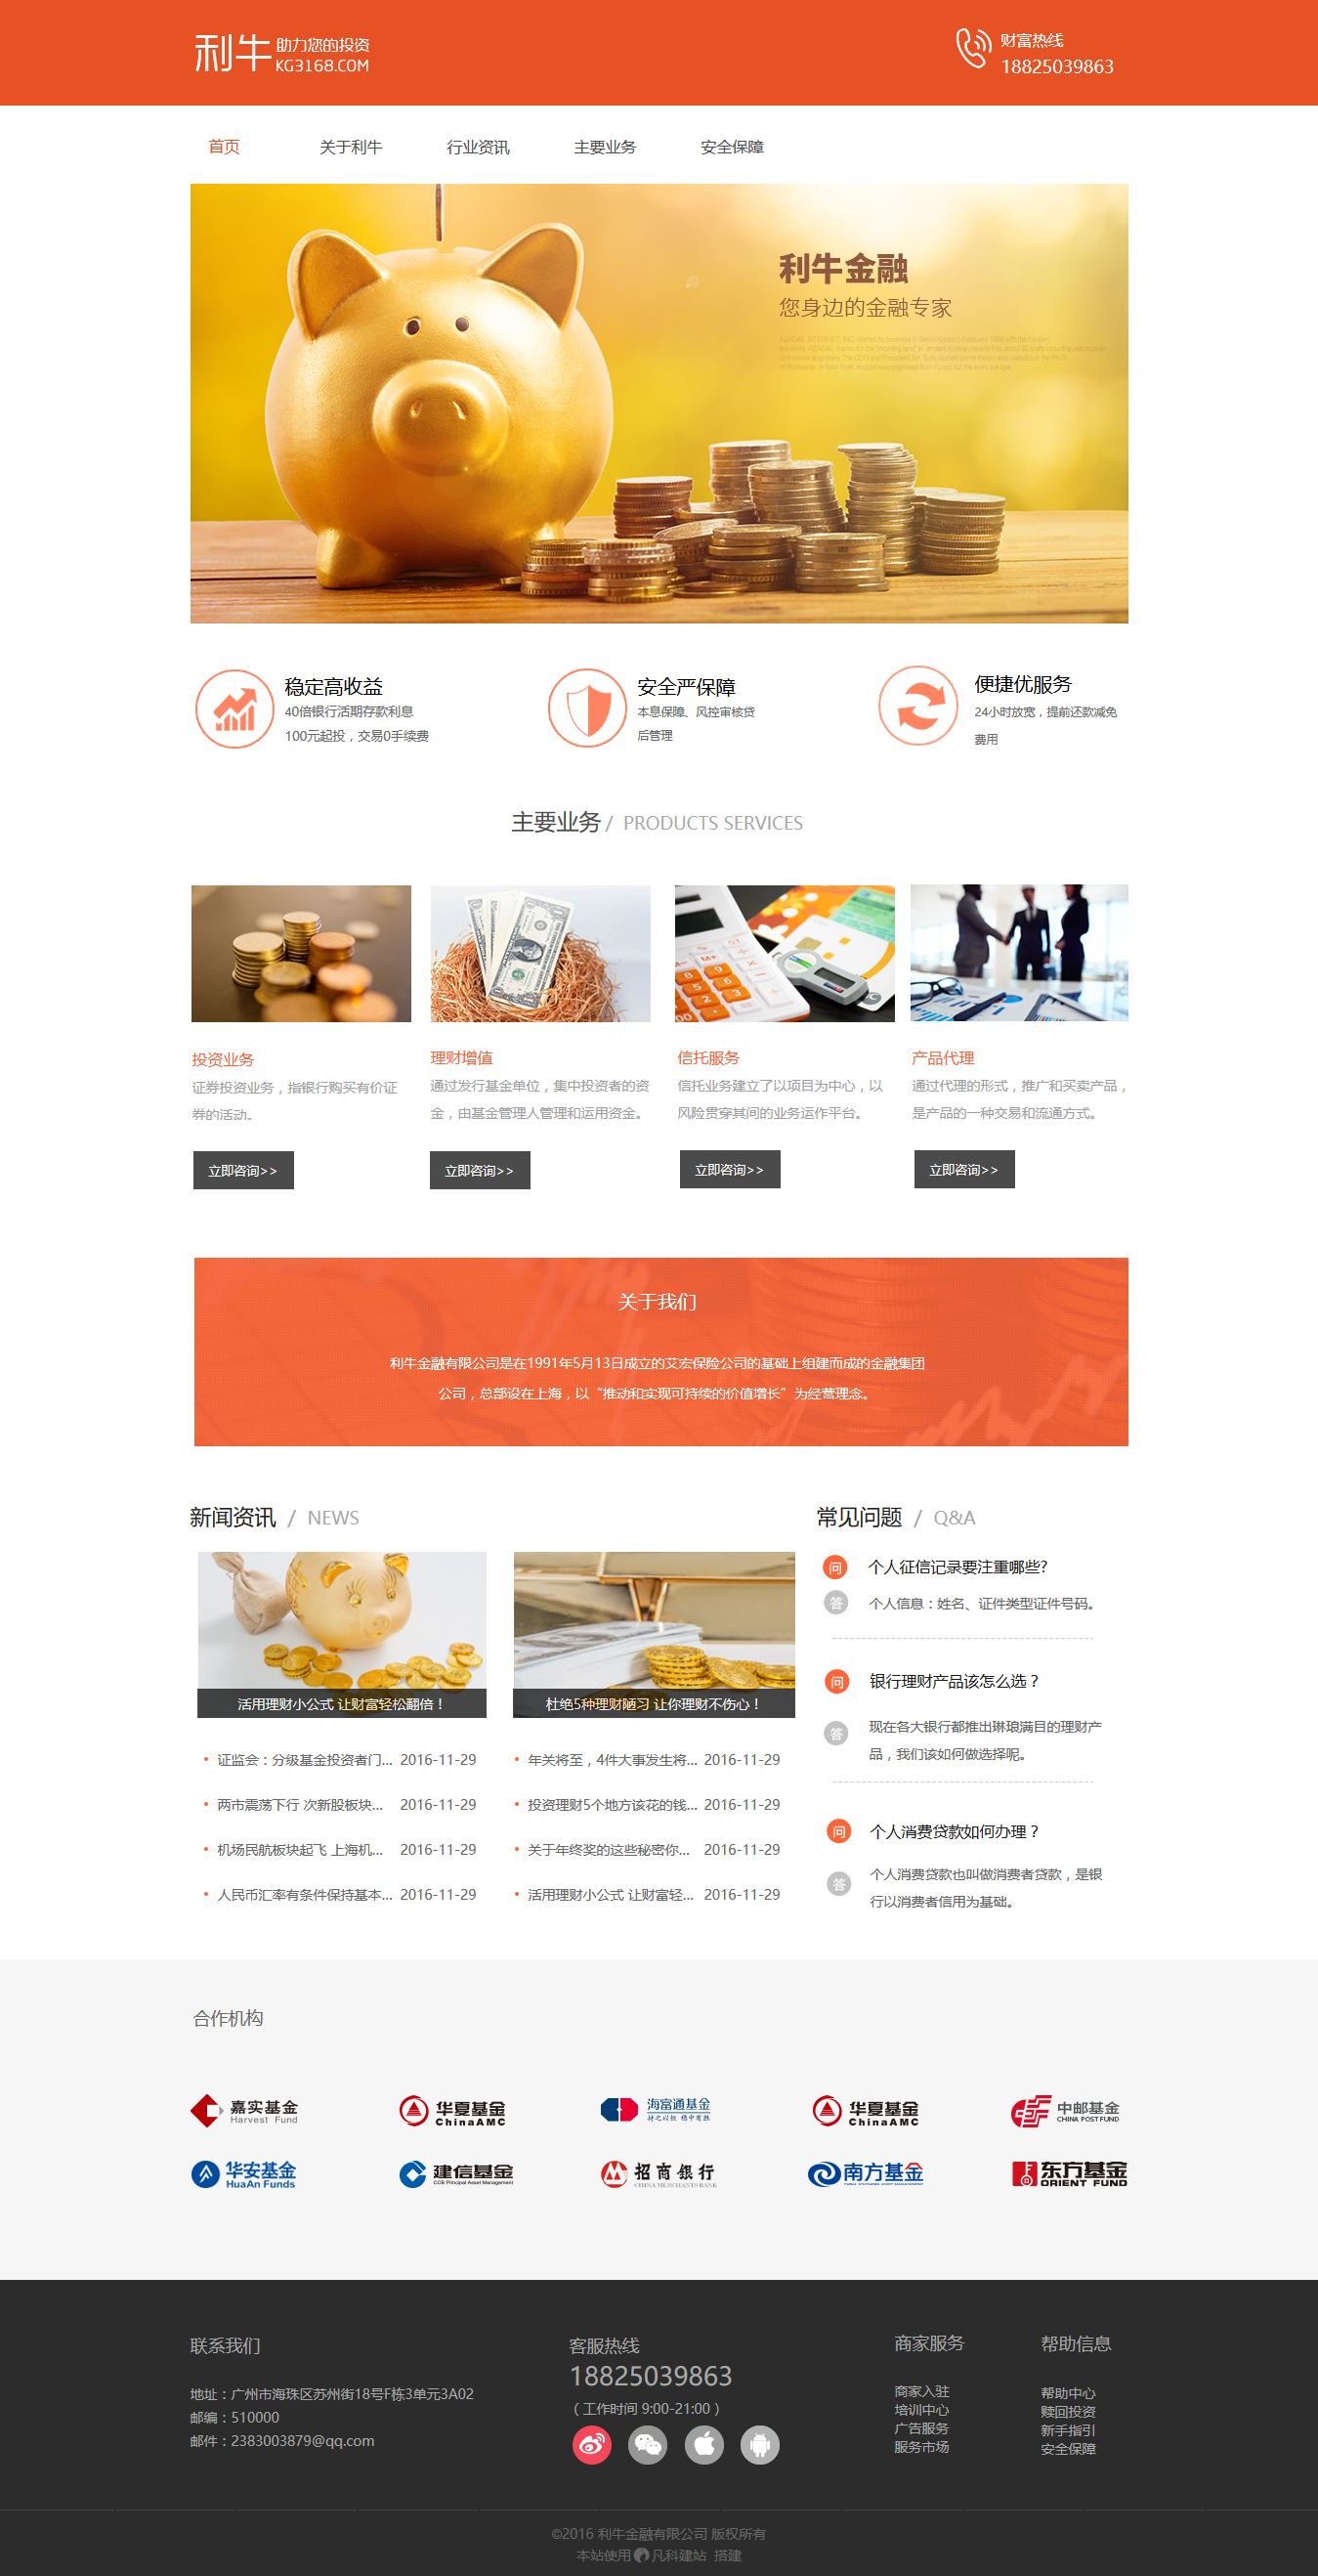 利牛 助力您的投资
KG3168.COM
财富热线
18825039863
首页 关于利牛 行业资讯 主要业务 安全保障
利牛金融
您身边的金融专家
稳定高收益
40倍银行活期存款利息
100元起投，交易0手续费
安全严保障
本息保障、风控审核贷
后管理
便捷优服务
24小时放宽，提前还款减免
费用
主要业务 / PRODUCTS SERVICES
投资业务
证券投资业务，指银行购买有价证
券的活动。
立即咨询>>
理财增值
通过发行基金单位，集中投资者的资
金，由基金管理人管理和运用资金。
立即咨询>>
信托服务
信托业务建立了以项目为中心，以
风险贯穿其间的业务运作平台。
立即咨询>>
产品代理
通过代理的形式，推广和买卖产品，
是产品的一种交易和流通方式。
立即咨询>>
关于我们
利牛金融有限公司是在1991年5月13日成立的艾宏保险公司的基础上组建而成的金融集团
公司，总部设在上海，以“推动和实现可持续的价值增长”为经营理念。
新闻资讯 / NEWS
活用理财小公式 让财富轻松翻倍！
杜绝5种理财陋习 让你理财不伤心！
证监会：分级基金投资者门... 2016-11-29
两市震荡下行 次新股板块... 2016-11-29
机场民航板块起飞 上海机... 2016-11-29
人民币汇率有条件保持基本... 2016-11-29
年关将至，4件大事发生将... 2016-11-29
投资理财5个地方该花的钱... 2016-11-29
关于年终奖的这些秘密你... 2016-11-29
活用理财小公式 让财富轻... 2016-11-29
常见问题 / Q&A
问 个人征信记录要注重哪些?
答 个人信息：姓名、证件类型证件号码。
问 银行理财产品该怎么选？
答 现在各大银行都推出琳琅满目的理财产
品，我们该如何做选择呢。
问 个人消费贷款如何办理？
答 个人消费贷款也叫做消费者贷款，是银
行以消费者信用为基础。
合作机构
嘉实基金
Harvest Fund
华夏基金
ChinaAMC
海富通基金
持之以恒 稳中有胜
华夏基金
ChinaAMC
中邮基金
CHINA POST FUND
华安基金
HuaAn Funds
建信基金
CCB Principal Asset Management
招商银行
CHINA MERCHANTS BANK
南方基金
东方基金
ORIENT FUND
联系我们
地址：广州市海珠区苏州街18号F栋3单元3A02
邮编：510000
邮件：2383003879@qq.com
客服热线
18825039863
（工作时间 9:00-21:00）
商家服务
商家入驻
培训中心
广告服务
服务市场
帮助信息
帮助中心
赎回投资
新手指引
安全保障
©2016 利牛金融有限公司 版权所有
本站使用 凡科建站 搭建